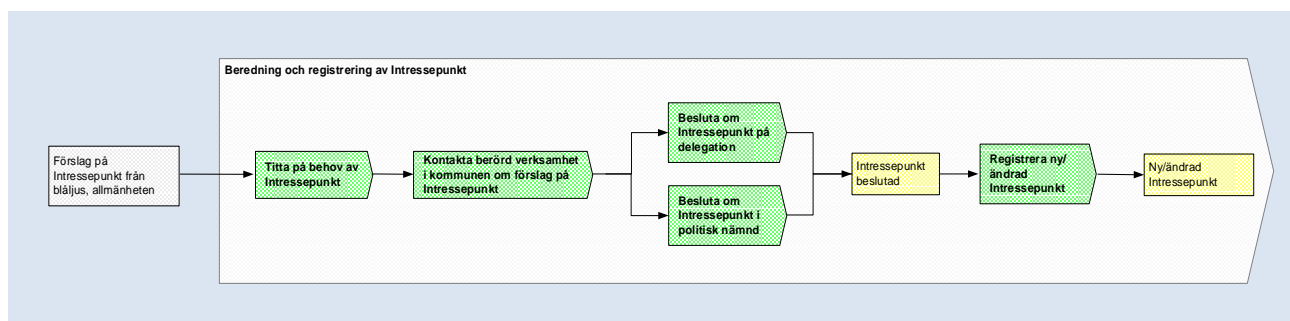 Beredning och registrering av Intressepunkt
Förslag på
Intressepunkt från
blåljus, allmänheten
Titta på behov av
Intressepunkt
Kontakta berörd verksamhet
i kommunen om förslag på
Intressepunkt
Besluta om
Intressepunkt på
delegation
Besluta om
Intressepunkt i
politisk nämnd
Intressepunkt
beslutad
Registrera ny/
ändrad
Intressepunkt
Ny/ändrad
Intressepunkt